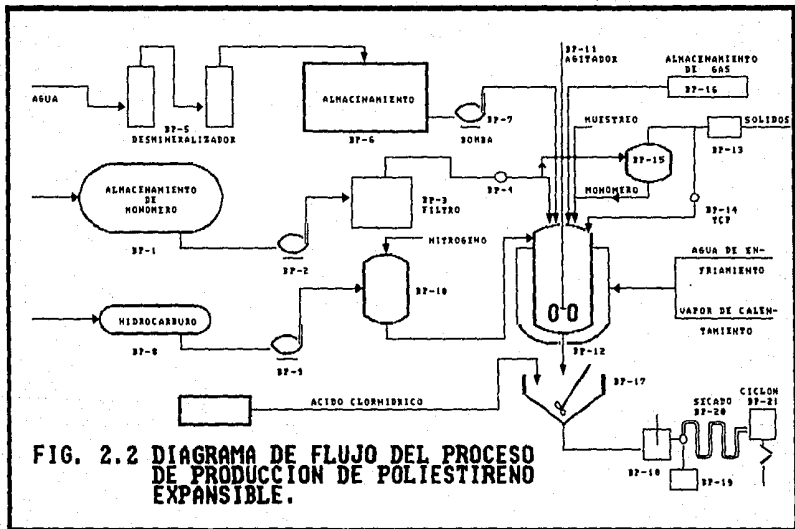 AGUA
BP-5
DESMINERALIZADOR
ALMACENAMIENTO
BP-6
BP-7
BOMBA
BP-11
AGITADOR
ALMACENAMIENTO
DE GAS
BP-16
MUESTREO
SOLIDOS
BP-13
BP-15
MONOMERO
BP-14
TCP
ALMACENAMIENTO
DE
MONOMERO
BP-1
BP-2
BP-3
FILTRO
BP-4
NITROGENO
BP-10
HIDROCARBURO
BP-8
BP-9
AGUA DE EN-
FRIAMIENTO
VAPOR DE CALEN-
TAMIENTO
BP-12
BP-17
ACIDO CLORMIDRICO
SECADO
BP-20
CICLON
BP-21
BP-18
BP-19
FIG. 2.2 DIAGRAMA DE FLUJO DEL PROCESO
DE PRODUCCION DE POLIESTIRENO
EXPANSIBLE.